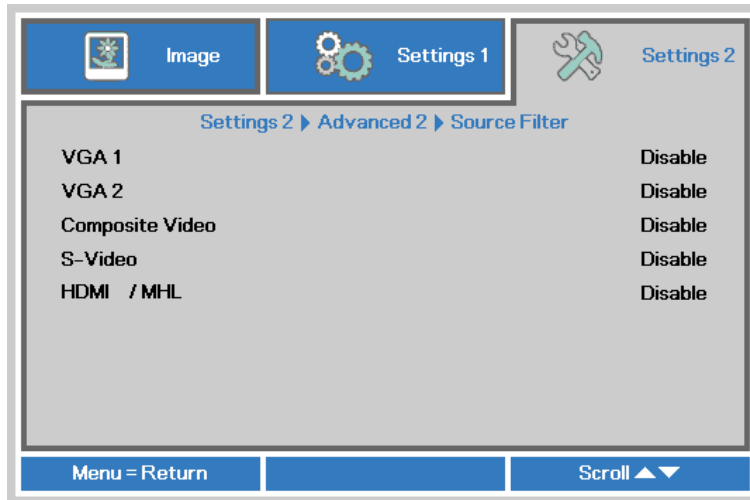 Image
Settings 1
Settings 2
Settings 2 ▶ Advanced 2 ▶ Source Filter
VGA 1 Disable
VGA 2 Disable
Composite Video Disable
S-Video Disable
HDMI / MHL Disable
Menu = Return
Scroll ▲▼